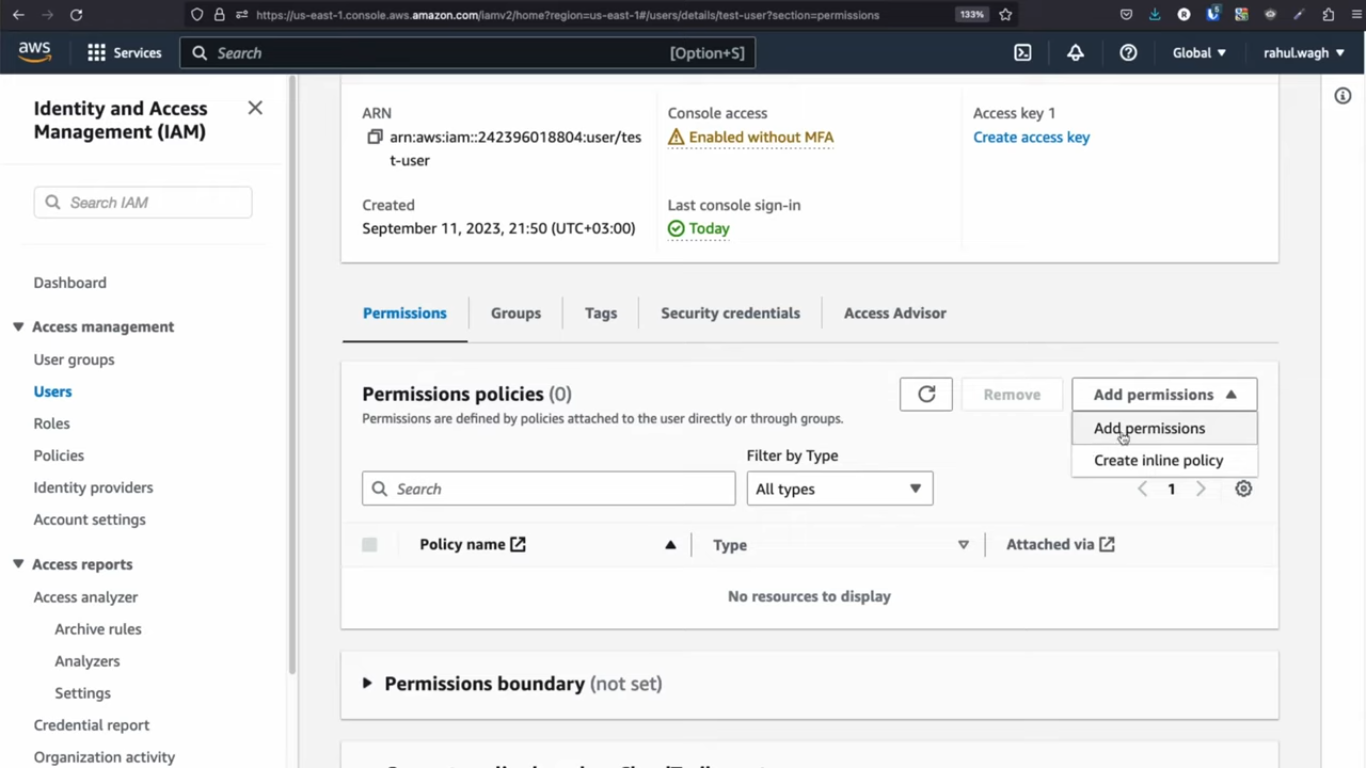 https://us-east-1.console.aws.amazon.com/iamv2/home?region=us-east-1#/users/details/test-user?section=permissions
133%
aws
Services
Search
[Option+S]
Global
rahul.wagh
Identity and Access
Management (IAM)
Search IAM
Dashboard
Access management
User groups
Users
Roles
Policies
Identity providers
Account settings
Access reports
Access analyzer
Archive rules
Analyzers
Settings
Credential report
Organization activity
ARN
arn:aws:iam::242396018804:user/tes
t-user
Console access
Enabled without MFA
Access key 1
Create access key
Created
September 11, 2023, 21:50 (UTC+03:00)
Last console sign-in
Today
Permissions
Groups
Tags
Security credentials
Access Advisor
Permissions policies (0)
Permissions are defined by policies attached to the user directly or through groups.
Remove
Add permissions
Add permissions
Create inline policy
Filter by Type
Search
All types
1
Policy name
Type
Attached via
No resources to display
Permissions boundary (not set)